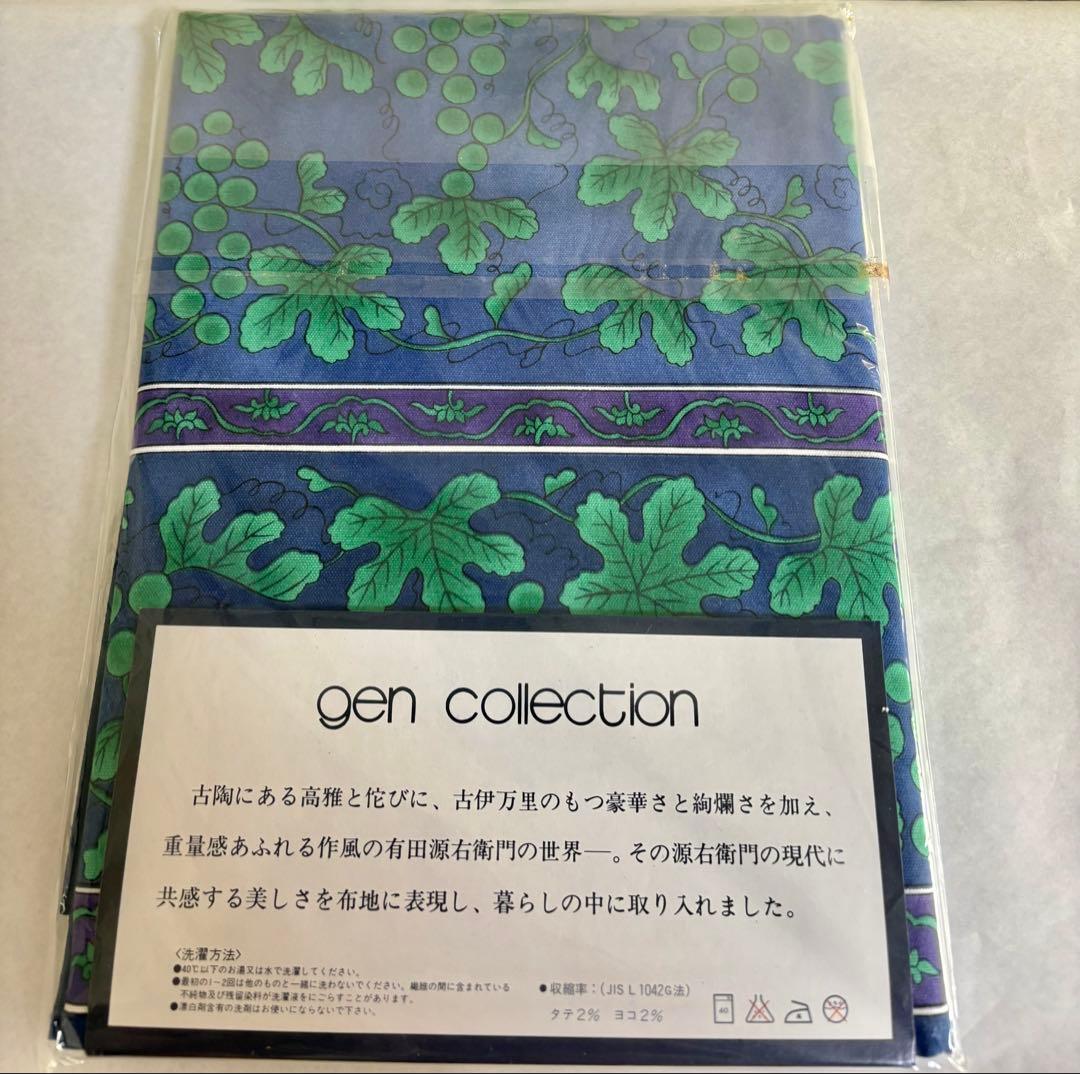 gen collection
古陶にある高雅と侘びに、古伊万里のもつ豪華さと絢爛さを加え、
重量感あふれる作風の有田源右衛門の世界―。その源右衛門の現代に
共感する美しさを布地に表現し、暮らしの中に取り入れました。
〈洗濯方法〉
●40℃以下のお湯又は水で洗濯してください。
●最初の1〜2回は他のものと一緒に洗わないでください。繊維の間に含まれている
不純物及び残留染料が洗濯液をにごらすことがあります。
●漂白剤含有の洗剤はお使いにならないで下さい。
●収縮率：(JIS L 1042G法)
タテ2% ヨコ2%
40